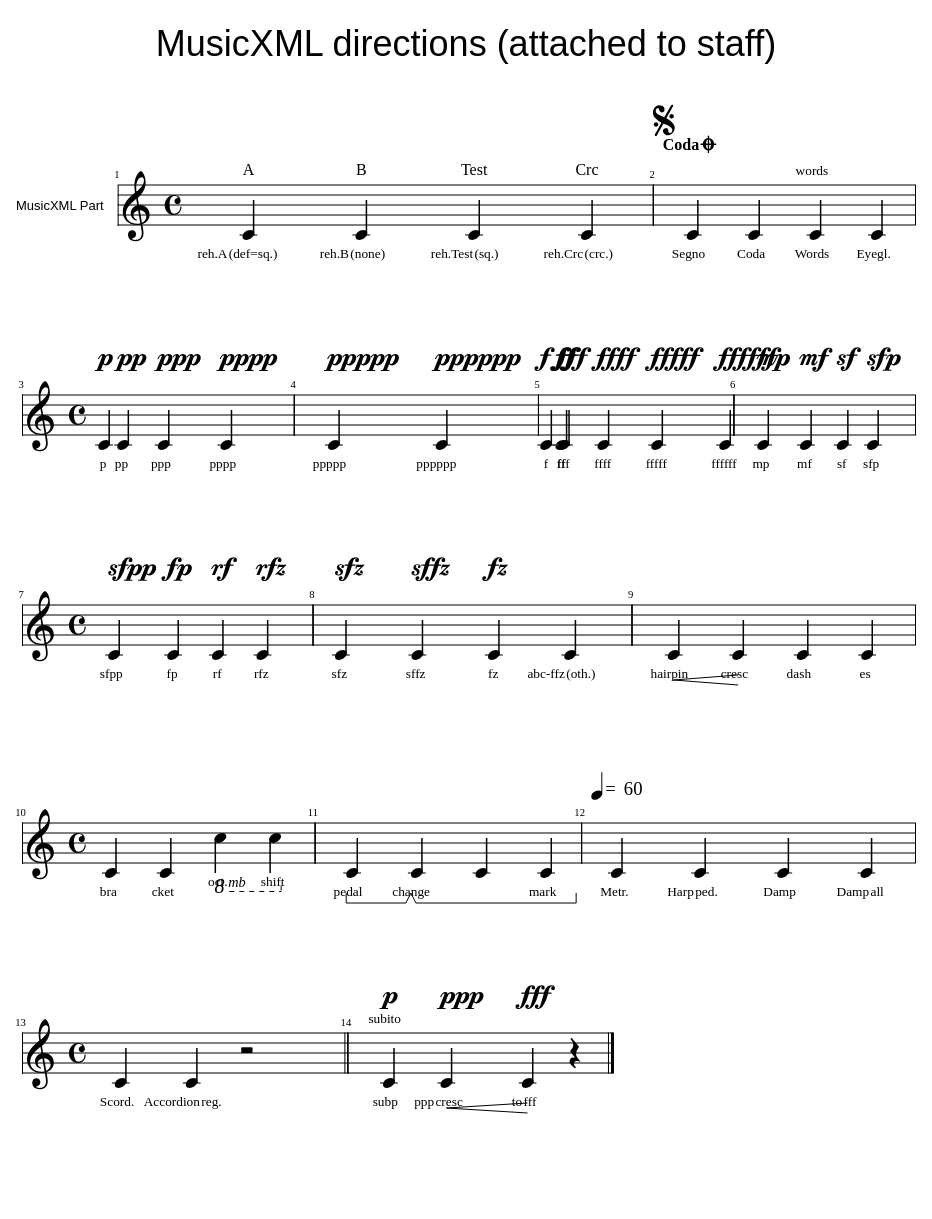 MusicXML directions (attached to staff)
Coda
1 A B Test Crc 2 words
MusicXML Part
reh.A (def=sq.) reh.B (none) reh.Test (sq.) reh.Crc (crc.) Segno Coda Words Eyegl.
p pp ppp pppp ppppp pppppp f ff fff ffff fffff ffffff mp mf sf sfp
3 4 5 6
p pp ppp pppp ppppp pppppp f ff fff ffff fffff ffffff mp mf sf sfp
sfpp fp rf rfz sfz sffz fz
7 8 9
sfpp fp rf rfz sfz sffz fz abc-ffz (oth.) hairpin cresc dash es
= 60
10 11 12
8 mb shift
bra cket pedal change mark Metr. Harp ped. Damp Damp all
p ppp fff
13 14 subito
Scord. Accordion reg. subp ppp cresc to fff